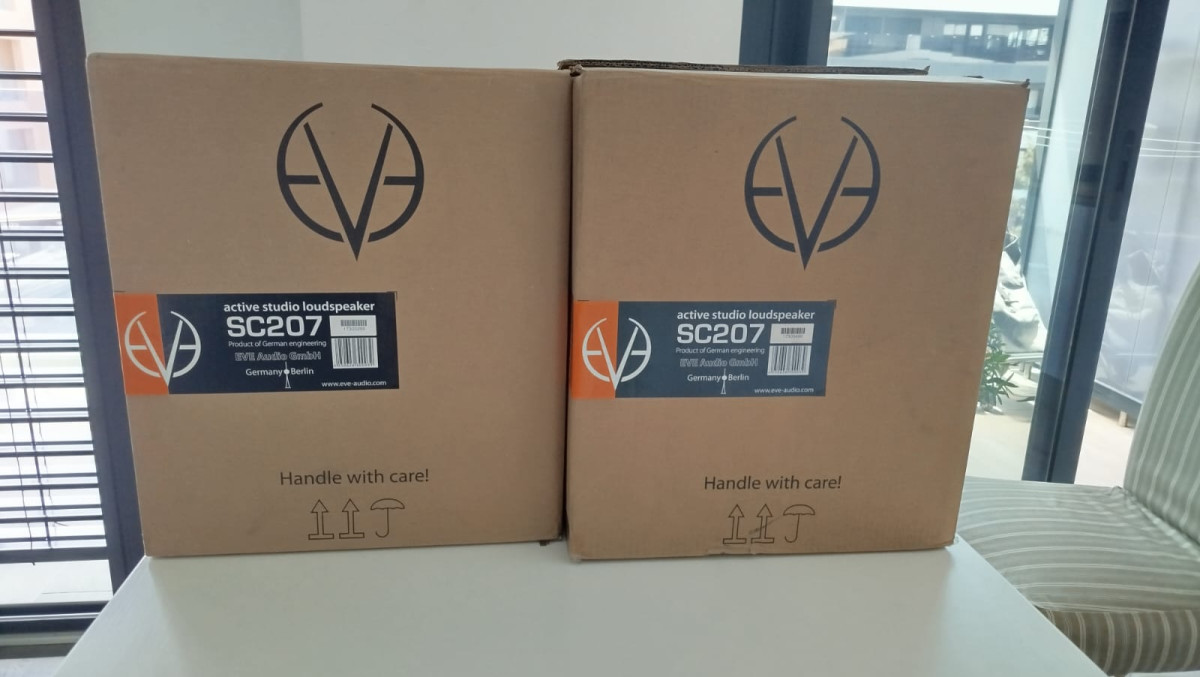 EVE
active studio loudspeaker
SC207
Product of German engineering
EVE Audio GmbH
Germany Berlin
www.eve-audio.com
EVE
Handle with care!
EVE
active studio loudspeaker
SC207
Product of German engineering
EVE Audio GmbH
Germany Berlin
www.eve-audio.com
EVE
Handle with care!